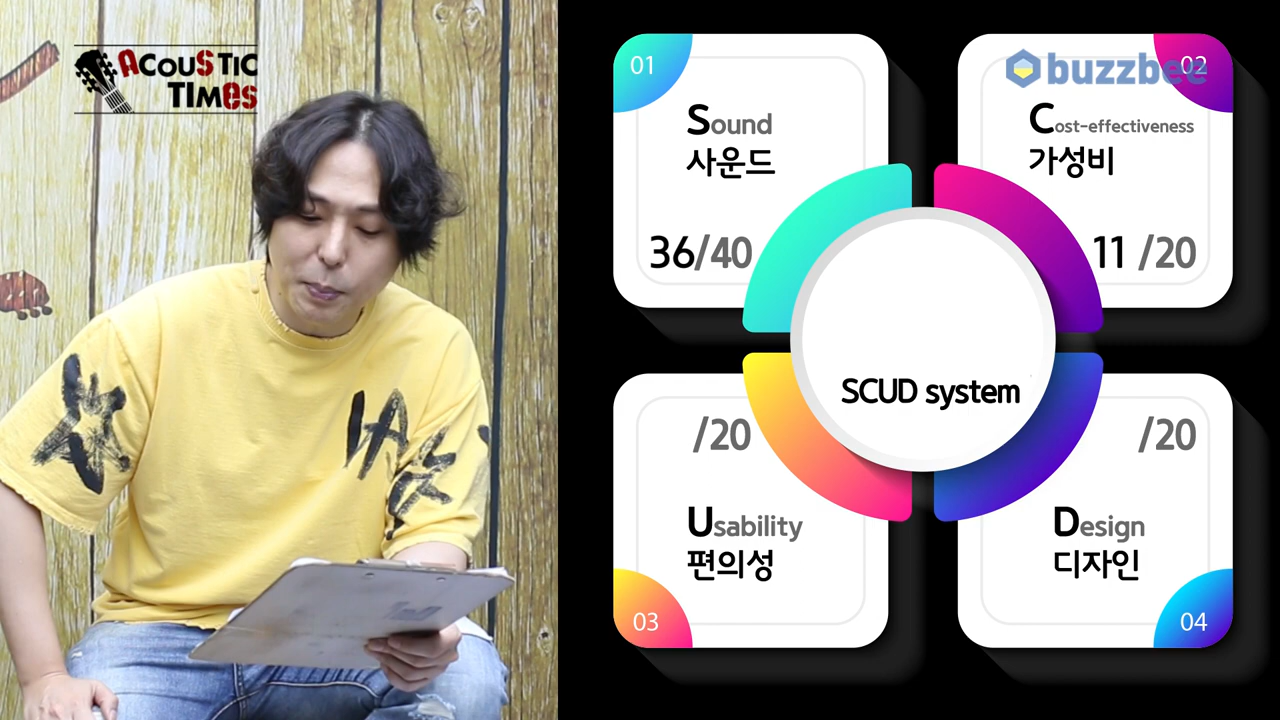 ACOUSTIC
TIMES
01
Sound
사운드
36/40
buzzbee
02
Cost-effectiveness
가성비
11 /20
SCUD system
/20
Usability
편의성
03
/20
Design
디자인
04